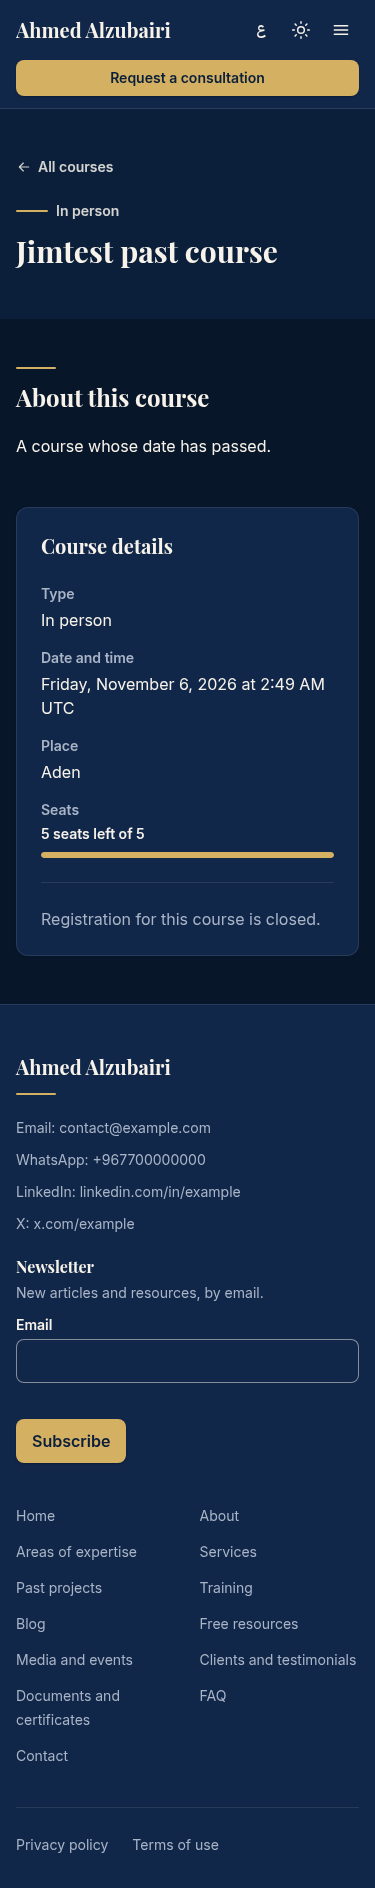 Ahmed Alzubairi
ع
Request a consultation
All courses
In person
Jimtest past course
About this course
A course whose date has passed.
Course details
Type
In person
Date and time
Friday, November 6, 2026 at 2:49 AM
UTC
Place
Aden
Seats
5 seats left of 5
Registration for this course is closed.
Ahmed Alzubairi
Email: contact@example.com
WhatsApp: +967700000000
LinkedIn: linkedin.com/in/example
X: x.com/example
Newsletter
New articles and resources, by email.
Email
Subscribe
Home
About
Areas of expertise
Services
Past projects
Training
Blog
Free resources
Media and events
Clients and testimonials
Documents and
certificates
FAQ
Contact
Privacy policy
Terms of use